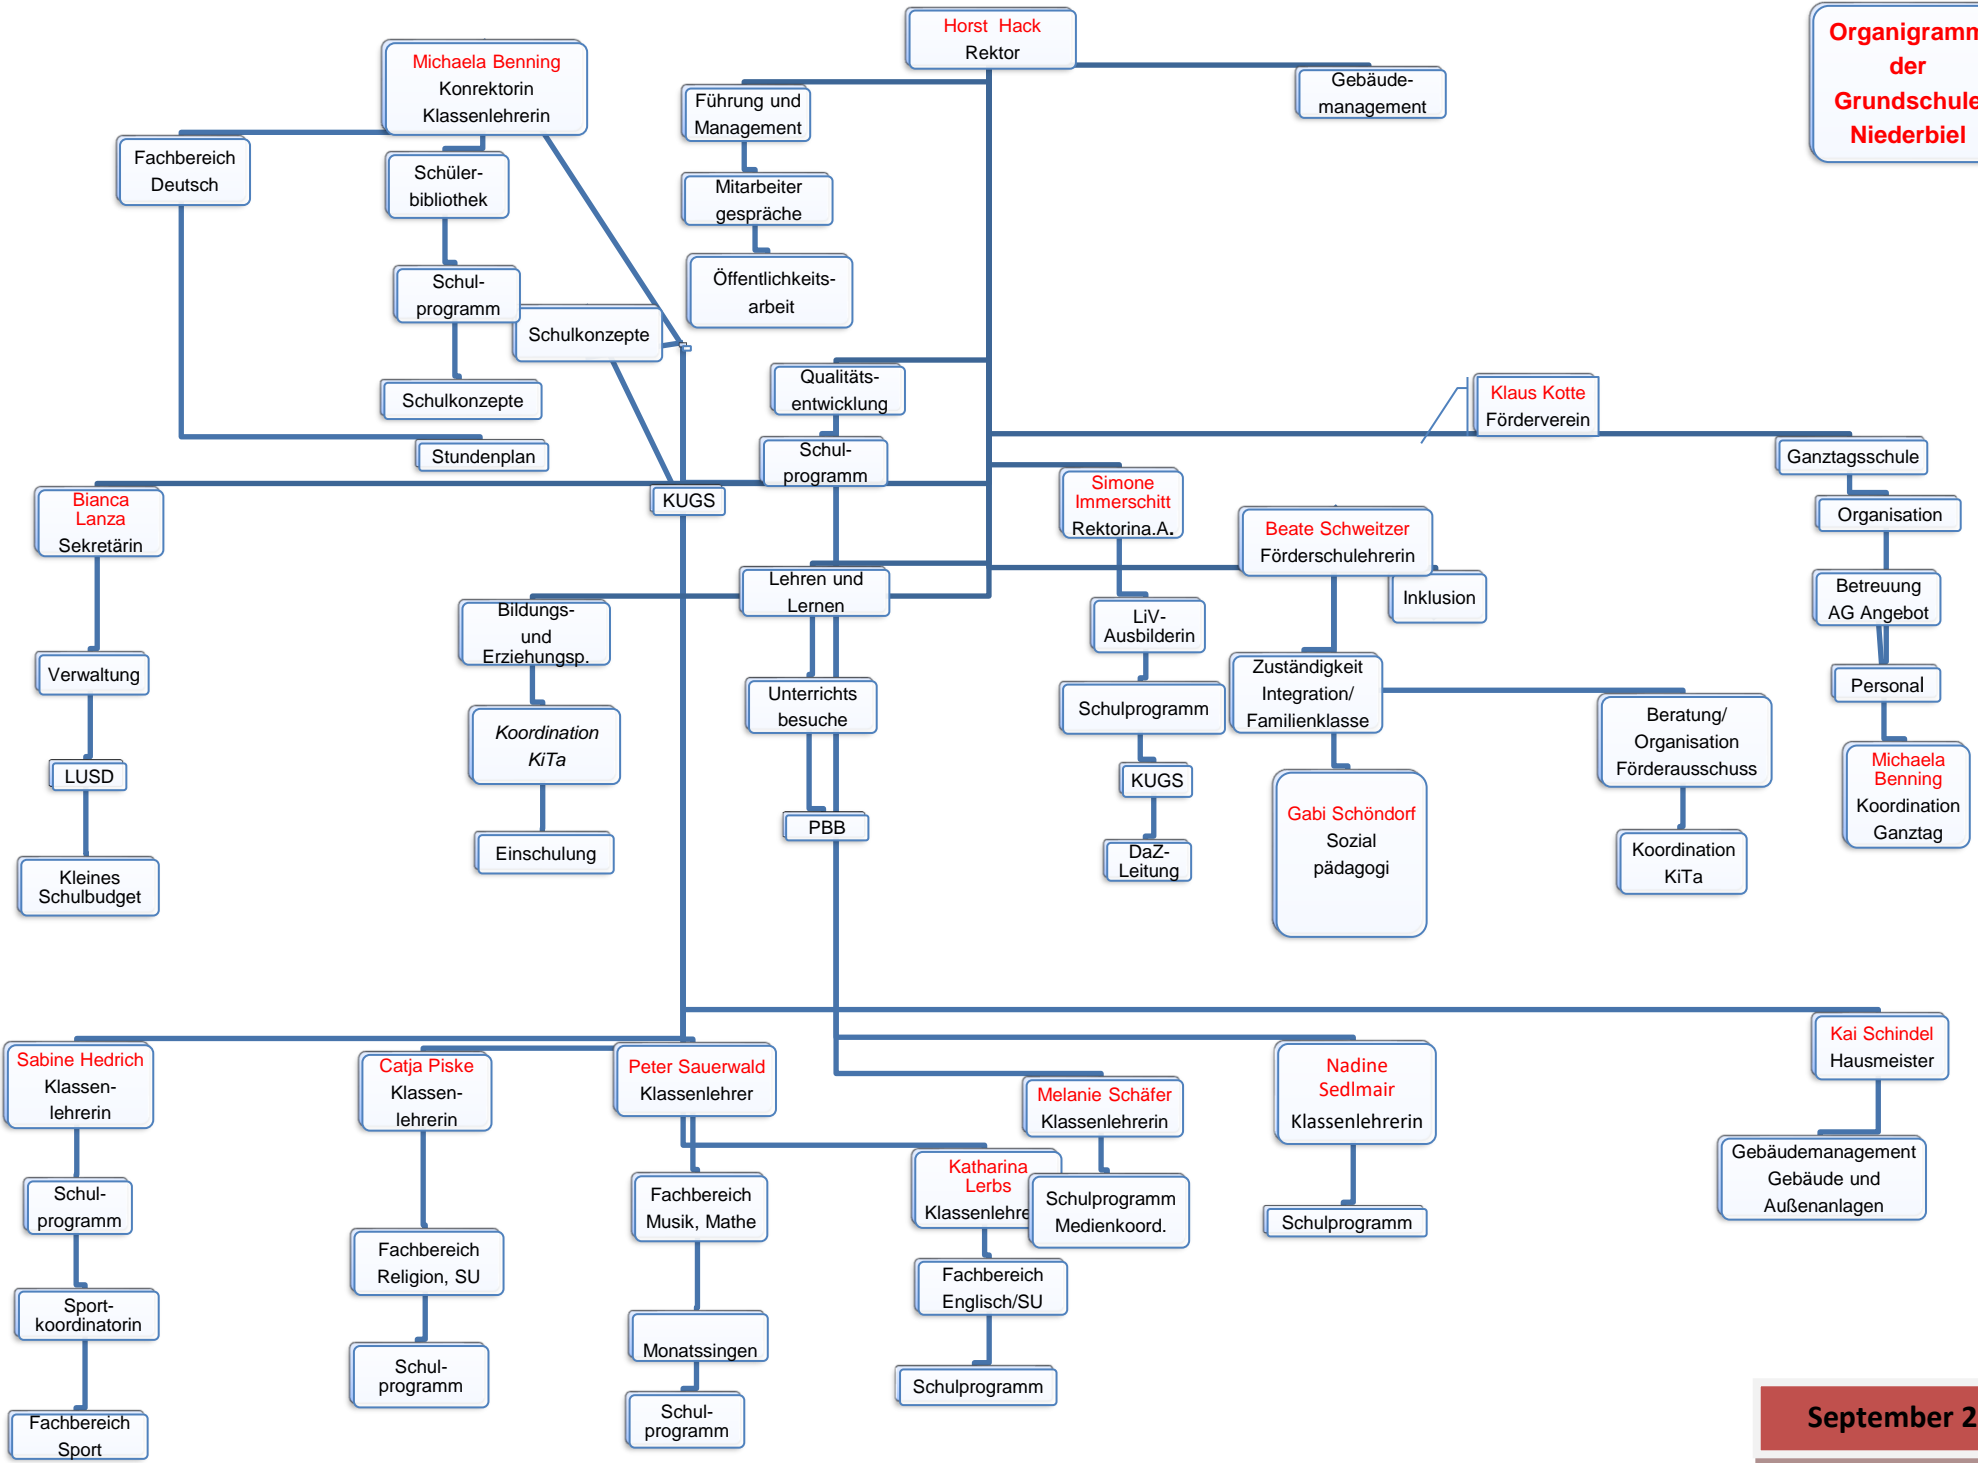 Horst Hack
Rektor
Organigramm
der
Grundschule
Niederbiel
Michaela Benning
Konrektorin
Klassenlehrerin
Führung und
Management
Gebäude-
management
Fachbereich
Deutsch
Schüler-
bibliothek
Mitarbeiter
gespräche
Schul-
programm
Öffentlichkeits-
arbeit
Schulkonzepte
Schulkonzepte
Qualitäts-
entwicklung
Klaus Kotte
Förderverein
Stundenplan
Schul-
programm
Ganztagsschule
Bianca
Lanza
Sekretärin
KUGS
Simone
Immerschitt
Rektorina.A.
Beate Schweitzer
Förderschulehrerin
Organisation
Lehren und
Lernen
Inklusion
Betreuung
AG Angebot
Bildungs-
und
Erziehungsp.
LiV-
Ausbilderin
Verwaltung
Unterrichts
besuche
Schulprogramm
Zuständigkeit
Integration/
Familienklasse
Personal
Koordination
KiTa
Beratung/
Organisation
Förderausschuss
LUSD
KUGS
Michaela
Benning
Koordination
Ganztag
PBB
Gabi Schöndorf
Sozial
pädagogi
Einschulung
DaZ-
Leitung
Koordination
KiTa
Kleines
Schulbudget
Sabine Hedrich
Klassen-
lehrerin
Catja Piske
Klassen-
lehrerin
Peter Sauerwald
Klassenlehrer
Melanie Schäfer
Klassenlehrerin
Nadine
Sedlmair
Klassenlehrerin
Kai Schindel
Hausmeister
Schul-
programm
Fachbereich
Musik, Mathe
Katharina
Lerbs
Klassenlehre
Schulprogramm
Medienkoord.
Schulprogramm
Gebäudemanagement
Gebäude und
Außenanlagen
Fachbereich
Religion, SU
Sport-
koordinatorin
Fachbereich
Englisch/SU
Monatssingen
Schul-
programm
Schulprogramm
Fachbereich
Sport
Schul-
programm
September 2